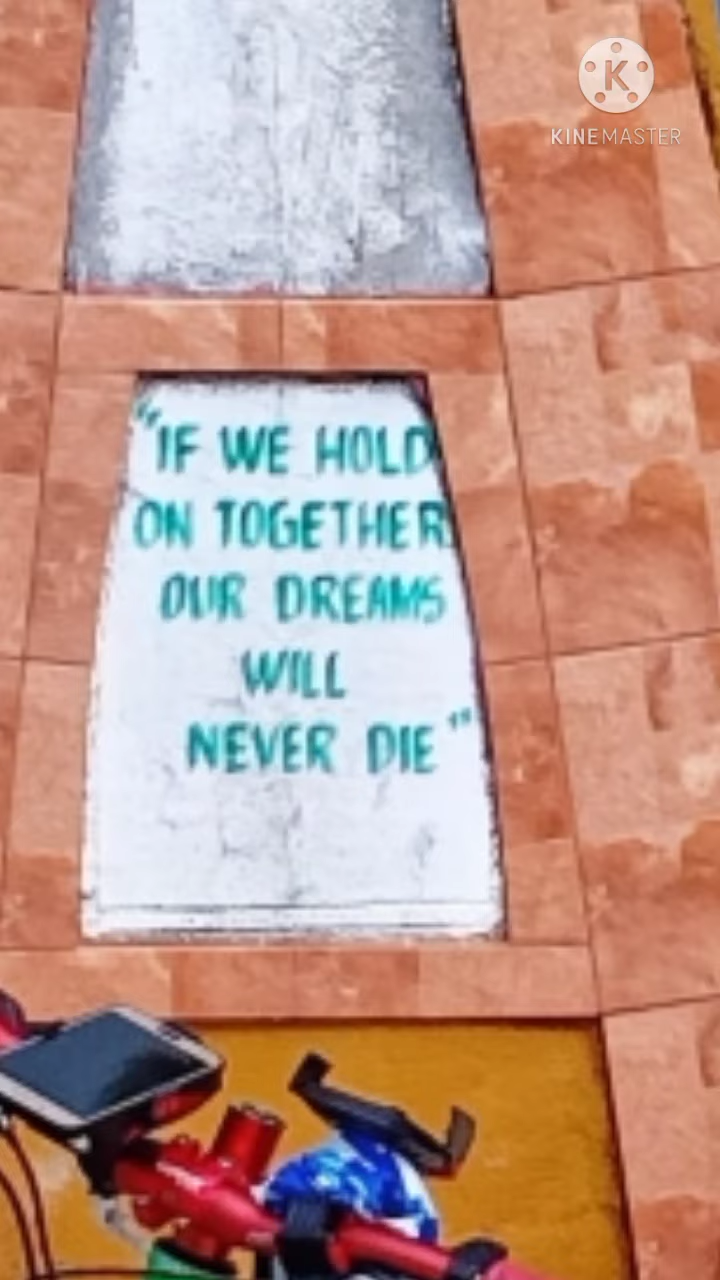 K
KINEMASTER
"IF WE HOLD
ON TOGETHER
OUR DREAMS
WILL
NEVER DIE"